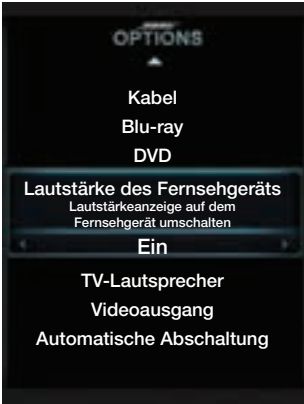 OPTIONS
Kabel
Blu-ray
DVD
Lautstärke des Fernsehgeräts
Lautstärkeanzeige auf dem
Fernsehgerät umschalten
Ein
TV-Lautsprecher
Videoausgang
Automatische Abschaltung